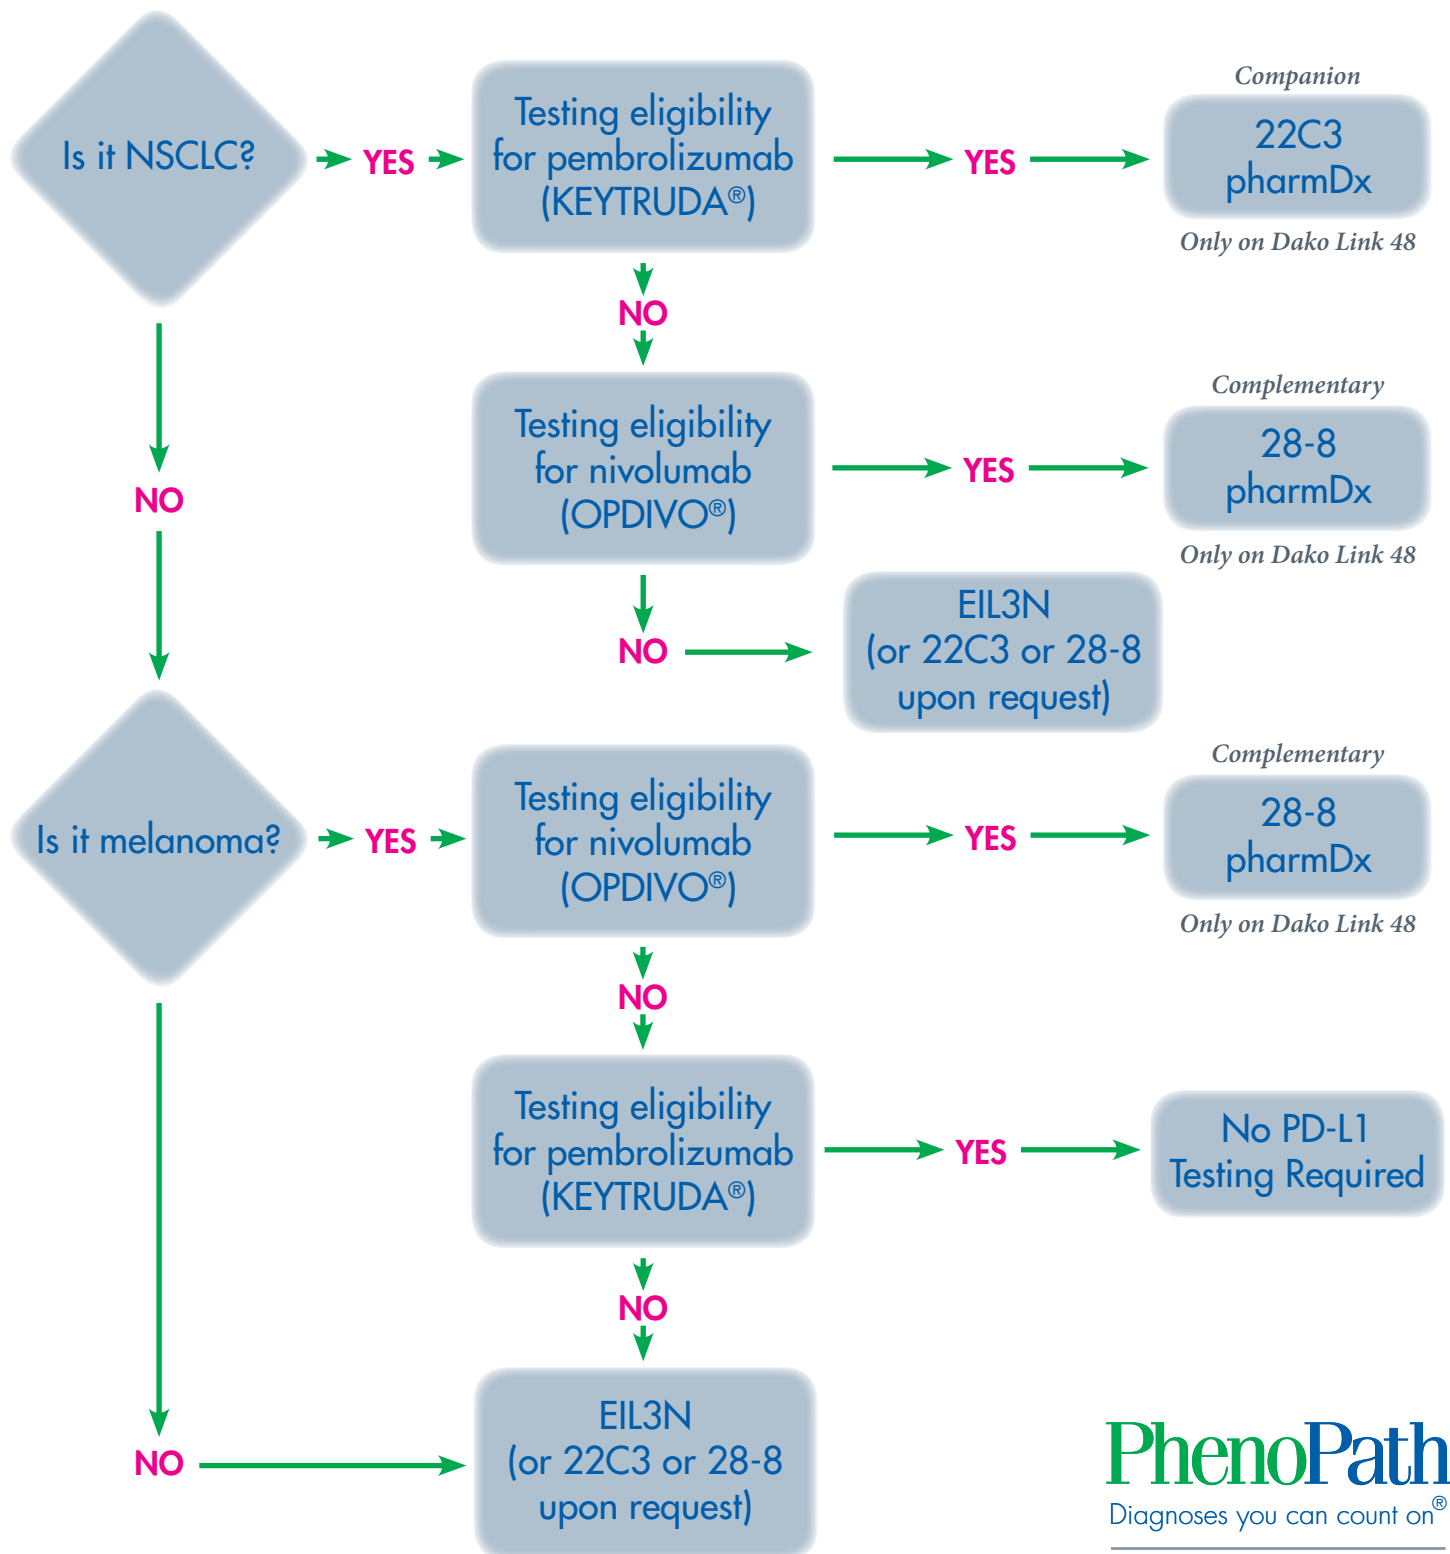 Is it NSCLC?
YES
Testing eligibility
for pembrolizumab
(KEYTRUDA®)
YES
Companion
22C3
pharmDx
Only on Dako Link 48
NO
Testing eligibility
for nivolumab
(OPDIVO®)
YES
Complementary
28-8
pharmDx
Only on Dako Link 48
NO
NO
EIL3N
(or 22C3 or 28-8
upon request)
Is it melanoma?
YES
Testing eligibility
for nivolumab
(OPDIVO®)
YES
Complementary
28-8
pharmDx
Only on Dako Link 48
NO
Testing eligibility
for pembrolizumab
(KEYTRUDA®)
YES
No PD-L1
Testing Required
NO
NO
EIL3N
(or 22C3 or 28-8
upon request)
PhenoPath
Diagnoses you can count on®